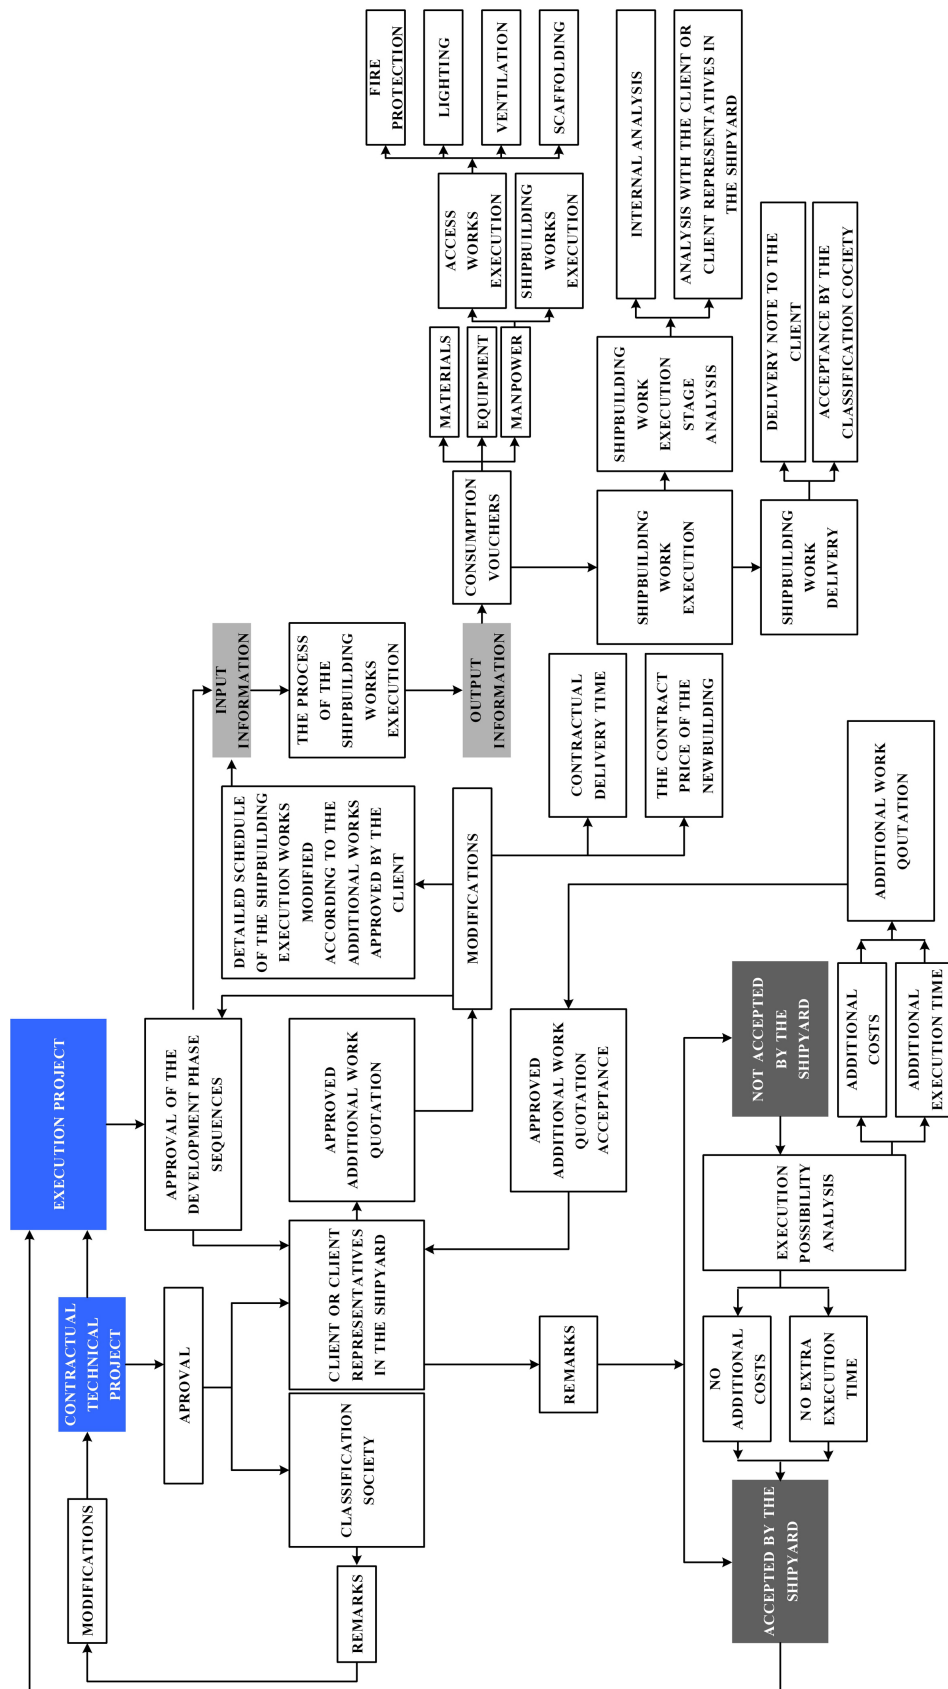 MODIFICATIONS
CONTRACTUAL
TECHNICAL
PROJECT
EXECUTION PROJECT
APROVAL
APPROVAL OF THE
DEVELOPMENT PHASE
SEQUENCES
REMARKS
CLASSIFICATION
SOCIETY
CLIENT OR CLIENT
REPRESENTATIVES
IN THE SHIPYARD
APPROVED
ADDITIONAL WORK
QUOTATION
DETAILED SCHEDULE
OF THE SHIPBUILDING
EXECUTION WORKS
MODIFIED
ACCORDING TO THE
ADDITIONAL WORKS
APPROVED BY THE
CLIENT
INPUT
INFORMATION
THE PROCESS
OF THE
SHIPBUILDING
WORKS
EXECUTION
OUTPUT
INFORMATION
MODIFICATIONS
CONSUMPTION
VOUCHERS
MATERIALS
EQUIPMENT
MANPOWER
ACCESS
WORKS
EXECUTION
SHIPBUILDING
WORKS
EXECUTION
FIRE
PROTECTION
LIGHTING
VENTILATION
SCAFFOLDING
REMARKS
APPROVED
ADDITIONAL WORK
QUOTATION
ACCEPTANCE
CONTRACTUAL
DELIVERY TIME
THE CONTRACT
PRICE OF THE
NEWBUILDING
SHIPBUILDING
WORK
EXECUTION
SHIPBUILDING
WORK
EXECUTION
STAGE
ANALYSIS
INTERNAL ANALYSIS
ANALYSIS WITH THE CLIENT OR
CLIENT REPRESENTATIVES IN
THE SHIPYARD
SHIPBUILDING
WORK
DELIVERY
DELIVERY NOTE TO THE
CLIENT
ACCEPTANCE BY THE
CLASSIFICATION COCIETY
ACCEPTED BY THE
SHIPYARD
NO
ADDITIONAL
COSTS
NO EXTRA
EXECUTION
TIME
EXECUTION
POSSIBILITY
ANALYSIS
NOT ACCEPTED
BY THE
SHIPYARD
ADDITIONAL
COSTS
ADDITIONAL
EXECUTION TIME
ADDITIONAL WORK
QOUTATION